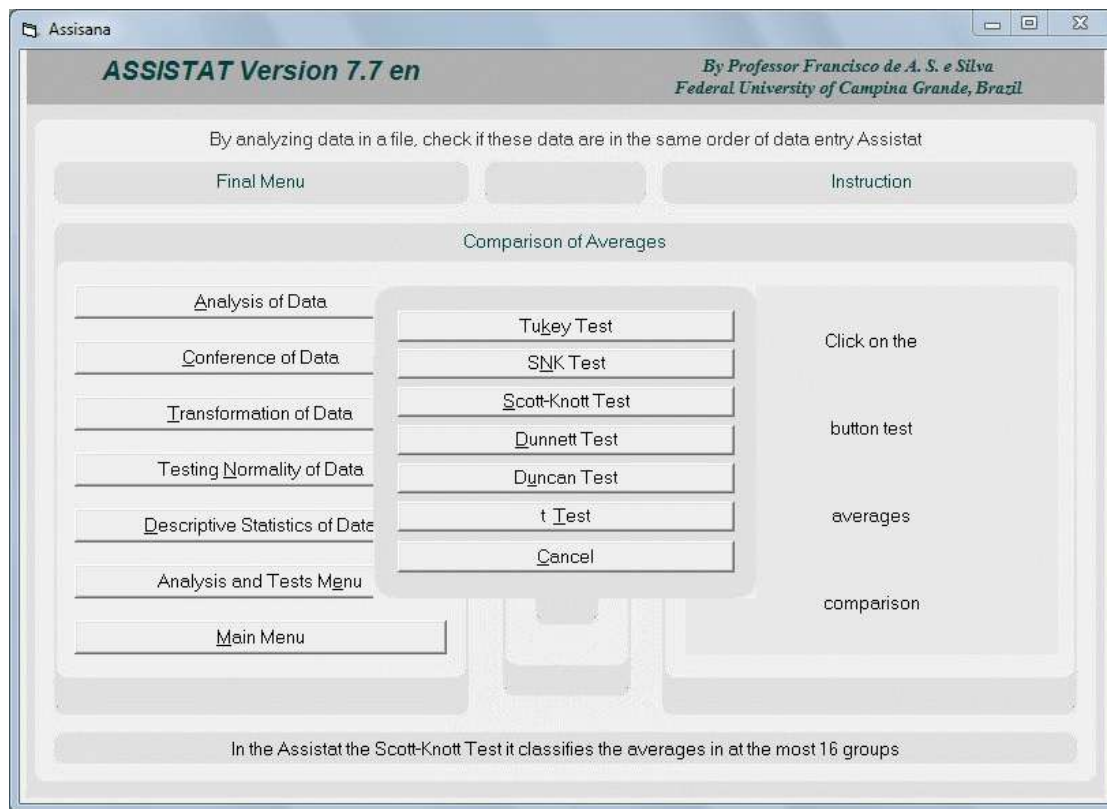 Assisana
ASSISTAT Version 7.7 en
By Professor Francisco de A. S. e Silva
Federal University of Campina Grande, Brazil
By analyzing data in a file, check if these data are in the same order of data entry Assistat
Final Menu
Instruction
Comparison of Averages
Analysis of Data
Conference of Data
Transformation of Data
Testing Normality of Data
Descriptive Statistics of Data
Analysis and Tests Menu
Main Menu
Tukey Test
SNK Test
Scott-Knott Test
Dunnett Test
Duncan Test
t Test
Cancel
Click on the
button test
averages
comparison
In the Assistat the Scott-Knott Test it classifies the averages in at the most 16 groups